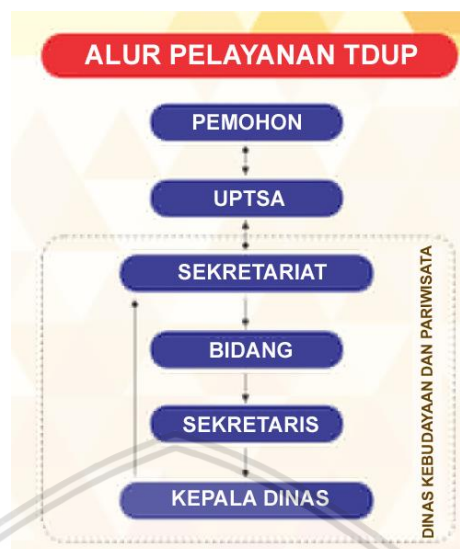 ALUR PELAYANAN TDUP
PEMOHON
UPTSA
SEKRETARIAT
BIDANG
SEKRETARIS
KEPALA DINAS
DINAS KEBUDAYAAN DAN PARIWISATA